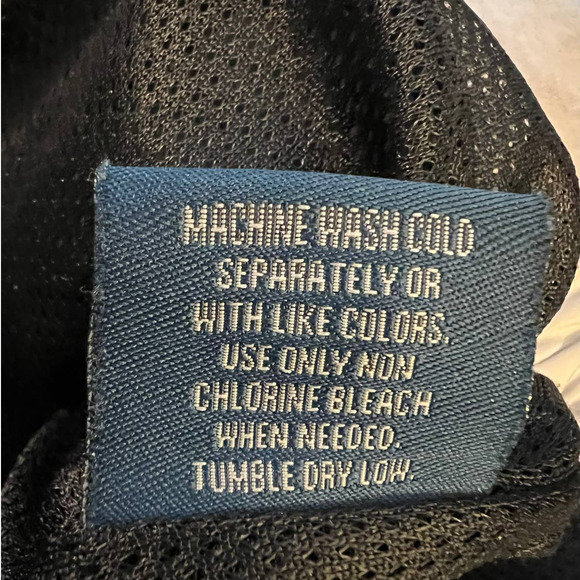 MACHINE WASH COLD
SEPARATELY OR
WITH LIKE COLORS.
USE ONLY NON
CHLORINE BLEACH
WHEN NEEDED.
TUMBLE DRY LOW.